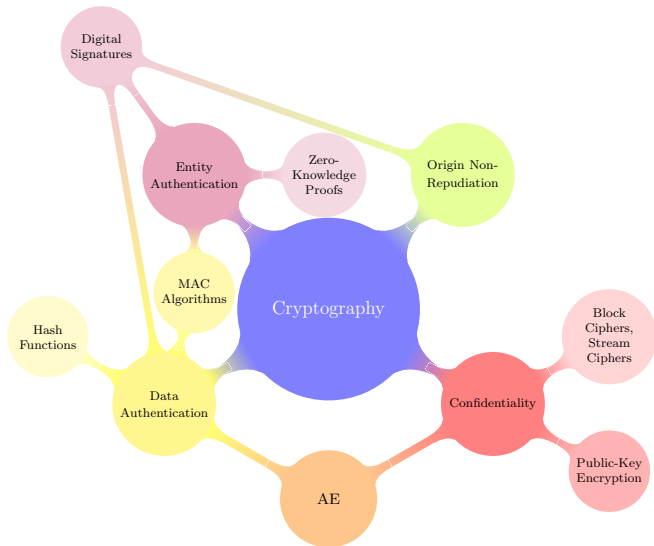 Digital
Signatures
Entity
Authentication
Zero-
Knowledge
Proofs
Origin Non-
Repudiation
MAC
Algorithms
Cryptography
Hash
Functions
Block
Ciphers,
Stream
Ciphers
Data
Authentication
Confidentiality
Public-Key
Encryption
AE